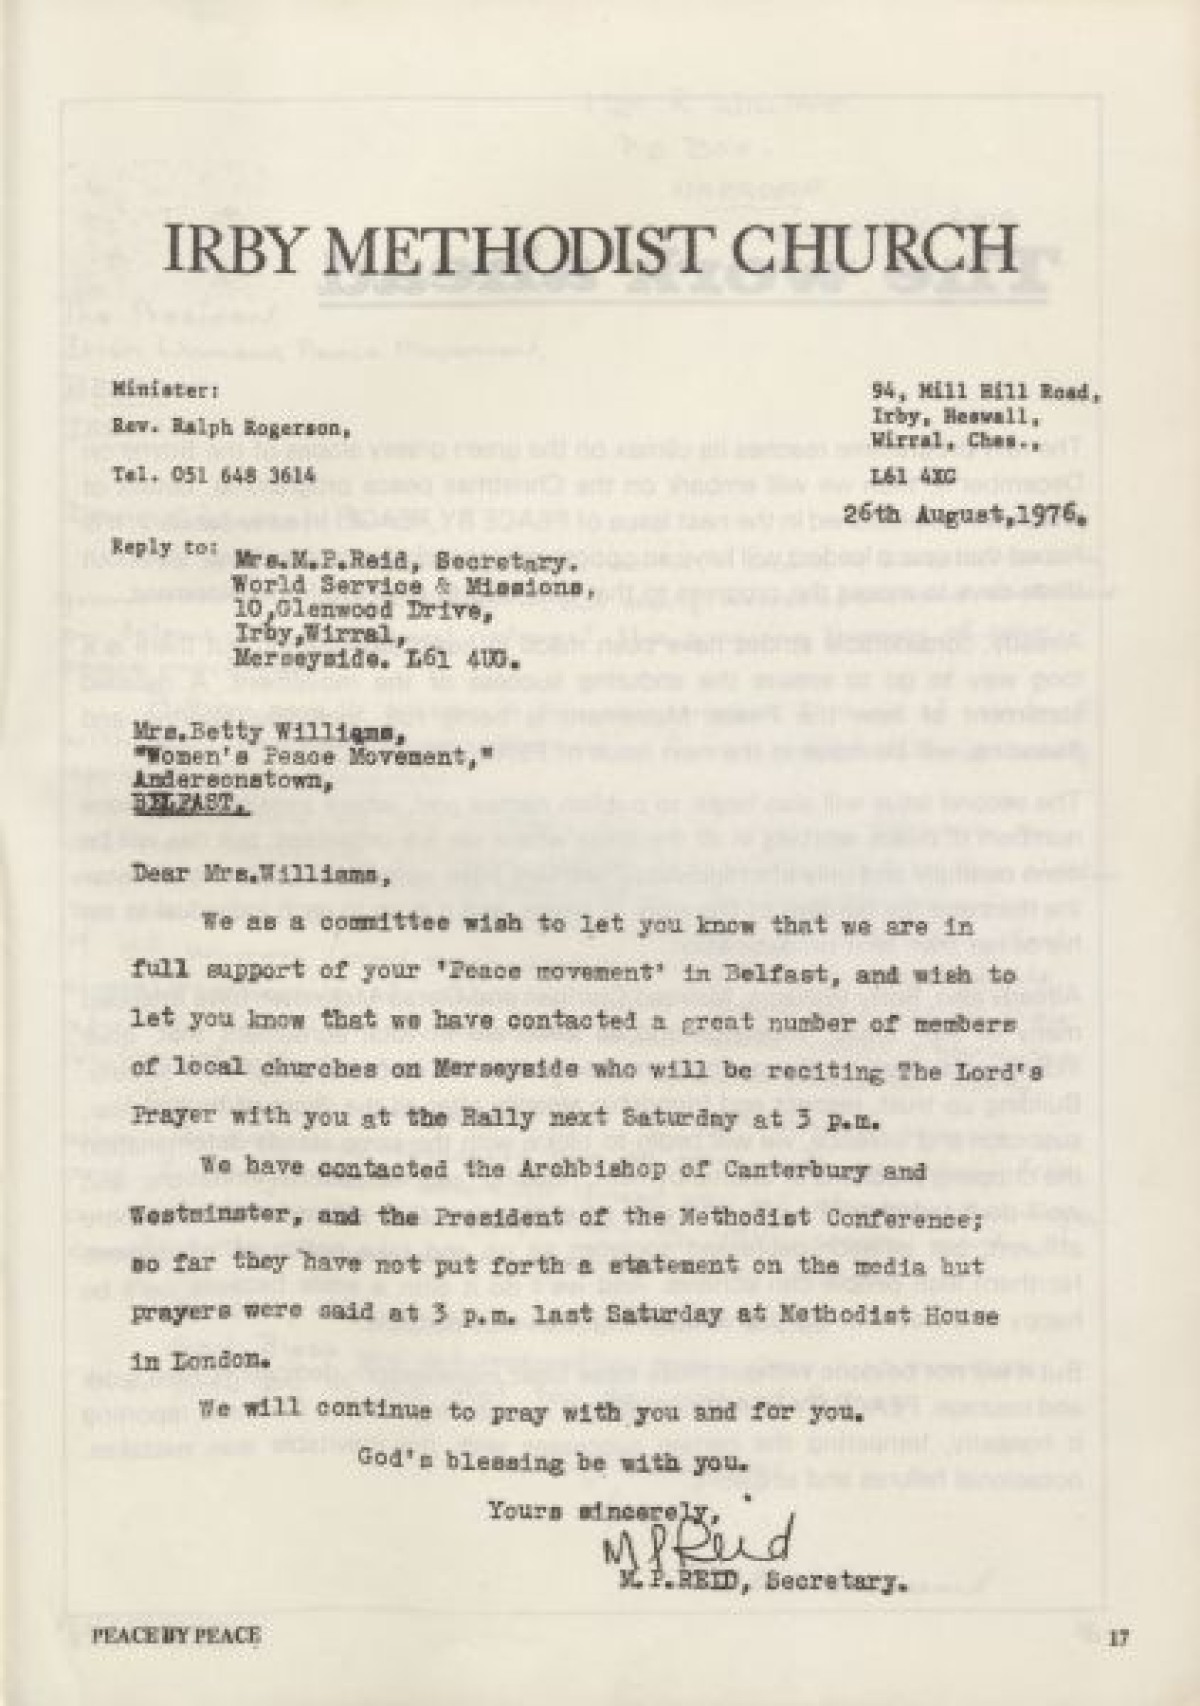 IRBY METHODIST CHURCH
Minister:
Rev. Ralph Rogerson,
Tel. 051 648 3614
94, Mill Hill Road,
Irby, Heswall,
Wirral, Ches.,
L61 4XG
26th August,1976.
Reply to: Mrs.M.P.Reid, Secretary.
World Service & Missions,
10,Glenwood Drive,
Irby,Wirral,
Merseyside. L61 4UG.
Mrs.Betty Williams,
"Women's Peace Movement,"
Andersonstown,
BELFAST.
Dear Mrs.Williams,
We as a committee wish to let you know that we are in
full support of your 'Peace movement' in Belfast, and wish to
let you know that we have contacted a great number of members
of local churches on Merseyside who will be reciting The Lord's
Prayer with you at the Rally next Saturday at 3 p.m.
We have contacted the Archbishop of Canterbury and
Westminster, and the President of the Methodist Conference;
so far they have not put forth a statement on the media but
prayers were said at 3 p.m. last Saturday at Methodist House
in London.
We will continue to pray with you and for you.
God's blessing be with you.
Yours sincerely,
M P Reid
M.P.REID, Secretary.
PEACE BY PEACE
17